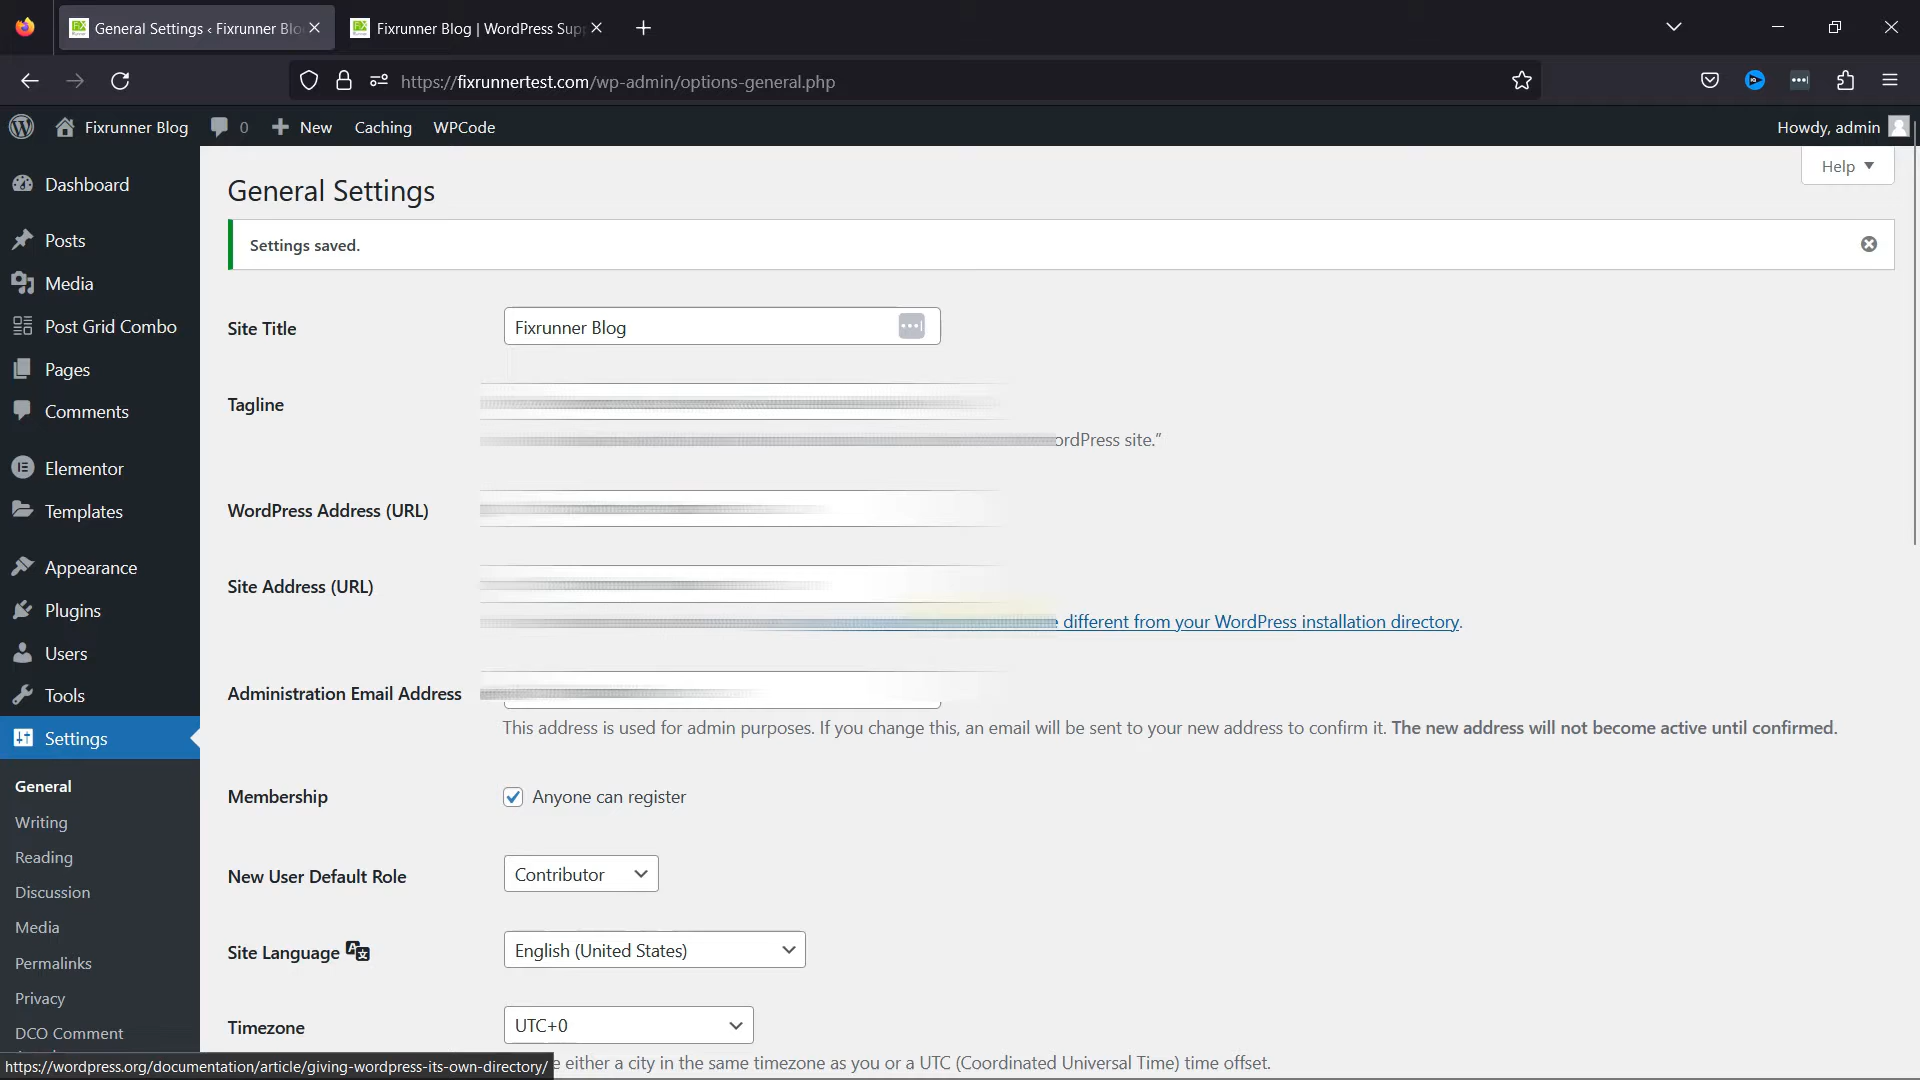 General Settings ‹ Fixrunner Blo
Fixrunner Blog | WordPress Supp
https://fixrunnertest.com/wp-admin/options-general.php
Fixrunner Blog
0
New
Caching
WPCode
Howdy, admin
Help
Dashboard
Posts
Media
Post Grid Combo
Pages
Comments
Elementor
Templates
Appearance
Plugins
Users
Tools
Settings
General
Writing
Reading
Discussion
Media
Permalinks
Privacy
DCO Comment
General Settings
Settings saved.
Site Title
Fixrunner Blog
Tagline
ordPress site.”
WordPress Address (URL)
Site Address (URL)
different from your WordPress installation directory.
Administration Email Address
This address is used for admin purposes. If you change this, an email will be sent to your new address to confirm it. The new address will not become active until confirmed.
Membership
Anyone can register
New User Default Role
Contributor
Site Language
English (United States)
Timezone
UTC+0
either a city in the same timezone as you or a UTC (Coordinated Universal Time) time offset.
https://wordpress.org/documentation/article/giving-wordpress-its-own-directory/